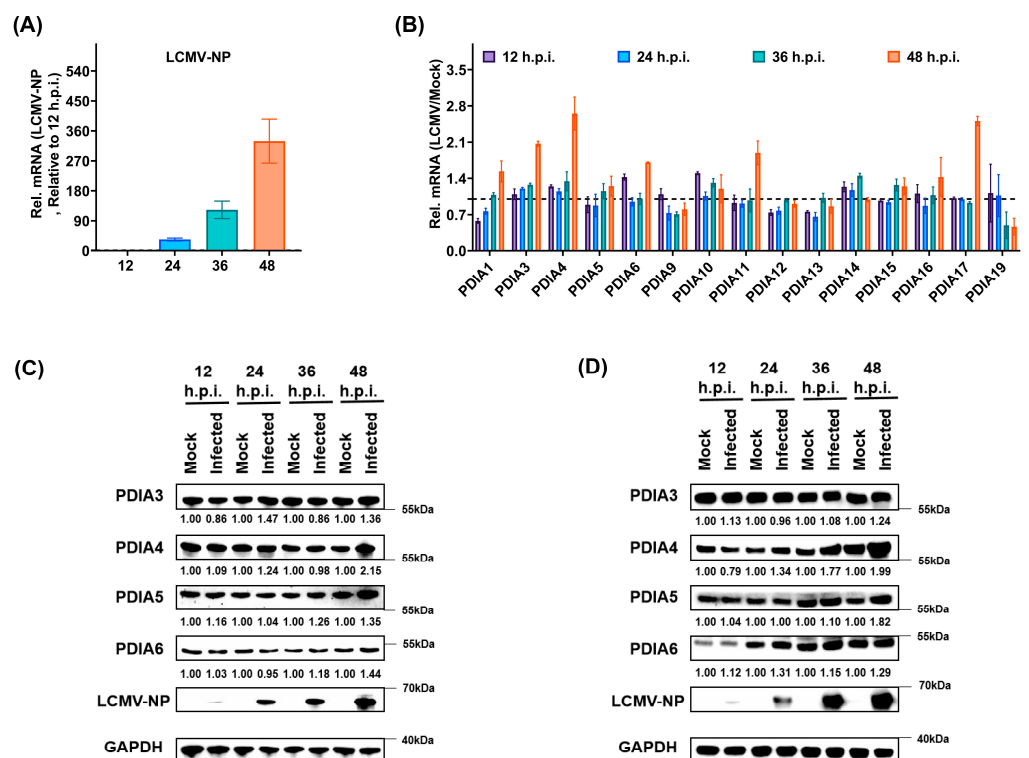 (A)
LCMV-NP
Rel. mRNA (LCMV-NP
, Relative to 12 h.p.i.)
540
450
360
270
180
90
0
12 24 36 48
(B)
12 h.p.i. 24 h.p.i. 36 h.p.i. 48 h.p.i.
Rel. mRNA (LCMV/Mock)
3.5
2.8
2.1
1.4
0.7
0.0
PDIA1 PDIA3 PDIA4 PDIA5 PDIA6 PDIA9 PDIA10 PDIA11 PDIA12 PDIA13 PDIA14 PDIA15 PDIA16 PDIA17 PDIA19
(C)
12 24 36 48
h.p.i. h.p.i. h.p.i. h.p.i.
Mock Infected Mock Infected Mock Infected Mock Infected
PDIA3 55kDa
1.00 0.86 1.00 1.47 1.00 0.86 1.00 1.36
PDIA4 55kDa
1.00 1.09 1.00 1.24 1.00 0.98 1.00 2.15
PDIA5 55kDa
1.00 1.16 1.00 1.04 1.00 1.26 1.00 1.35
PDIA6 55kDa
1.00 1.03 1.00 0.95 1.00 1.18 1.00 1.44
LCMV-NP 70kDa
GAPDH 40kDa
(D)
12 24 36 48
h.p.i. h.p.i. h.p.i. h.p.i.
Mock Infected Mock Infected Mock Infected Mock Infected
PDIA3 55kDa
1.00 1.13 1.00 0.96 1.00 1.08 1.00 1.24
PDIA4 55kDa
1.00 0.79 1.00 1.34 1.00 1.77 1.00 1.99
PDIA5 55kDa
1.00 1.04 1.00 1.00 1.00 1.10 1.00 1.82
PDIA6 55kDa
1.00 1.12 1.00 1.31 1.00 1.15 1.00 1.29
LCMV-NP 70kDa
GAPDH 40kDa